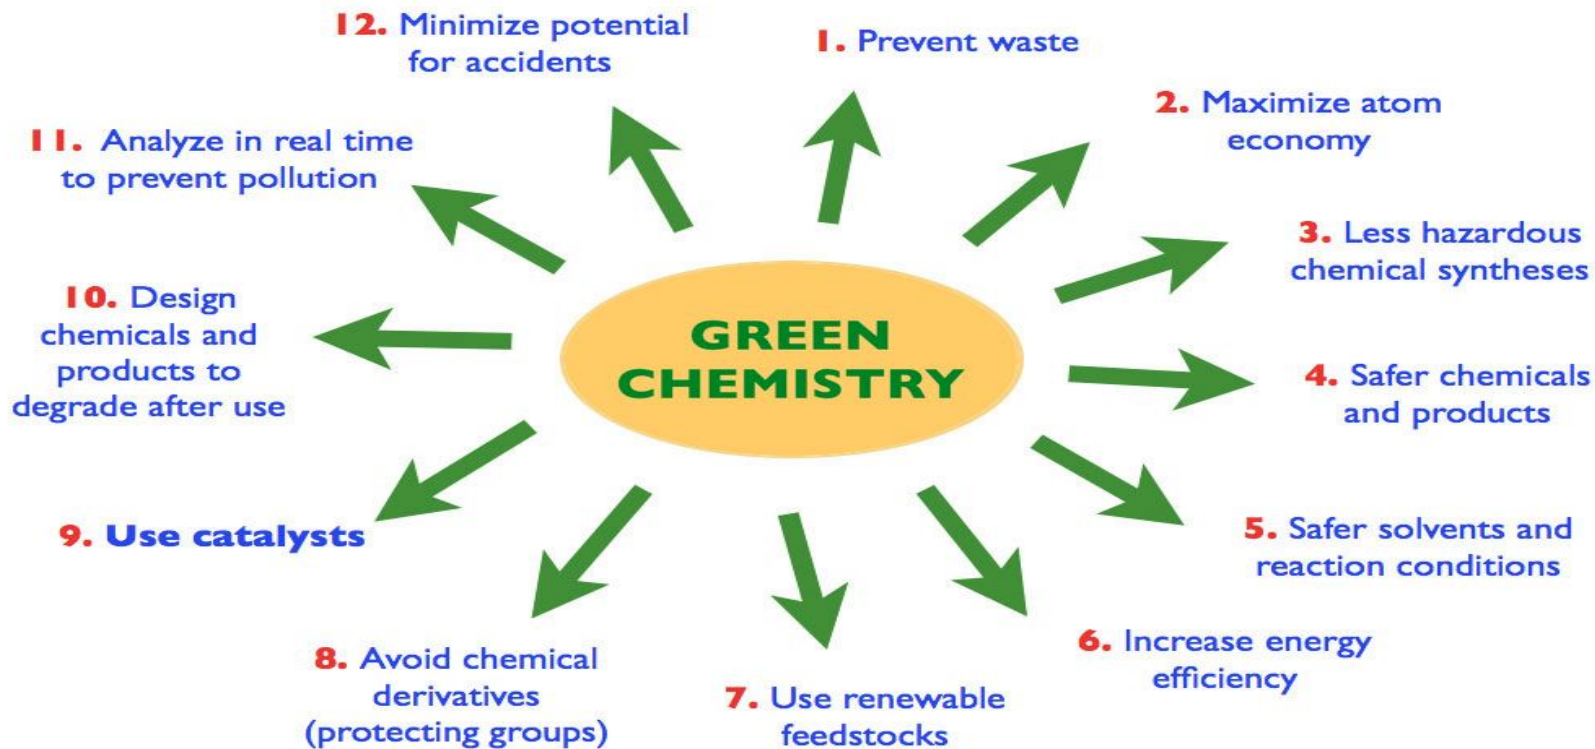 GREEN
CHEMISTRY
1. Prevent waste
2. Maximize atom
economy
3. Less hazardous
chemical syntheses
4. Safer chemicals
and products
5. Safer solvents and
reaction conditions
6. Increase energy
efficiency
7. Use renewable
feedstocks
8. Avoid chemical
derivatives
(protecting groups)
9. Use catalysts
10. Design
chemicals and
products to
degrade after use
11. Analyze in real time
to prevent pollution
12. Minimize potential
for accidents